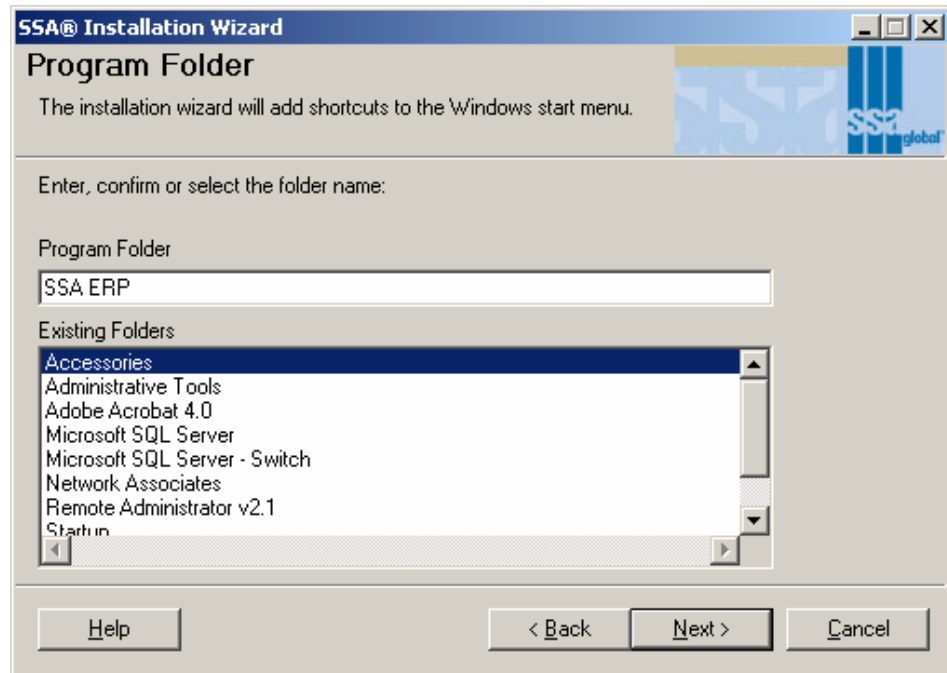 SSA® Installation Wizard
Program Folder
The installation wizard will add shortcuts to the Windows start menu.
ssa global
Enter, confirm or select the folder name:
Program Folder
SSA ERP
Existing Folders
Accessories
Administrative Tools
Adobe Acrobat 4.0
Microsoft SQL Server
Microsoft SQL Server - Switch
Network Associates
Remote Administrator v2.1
Startup
Help
< Back
Next >
Cancel